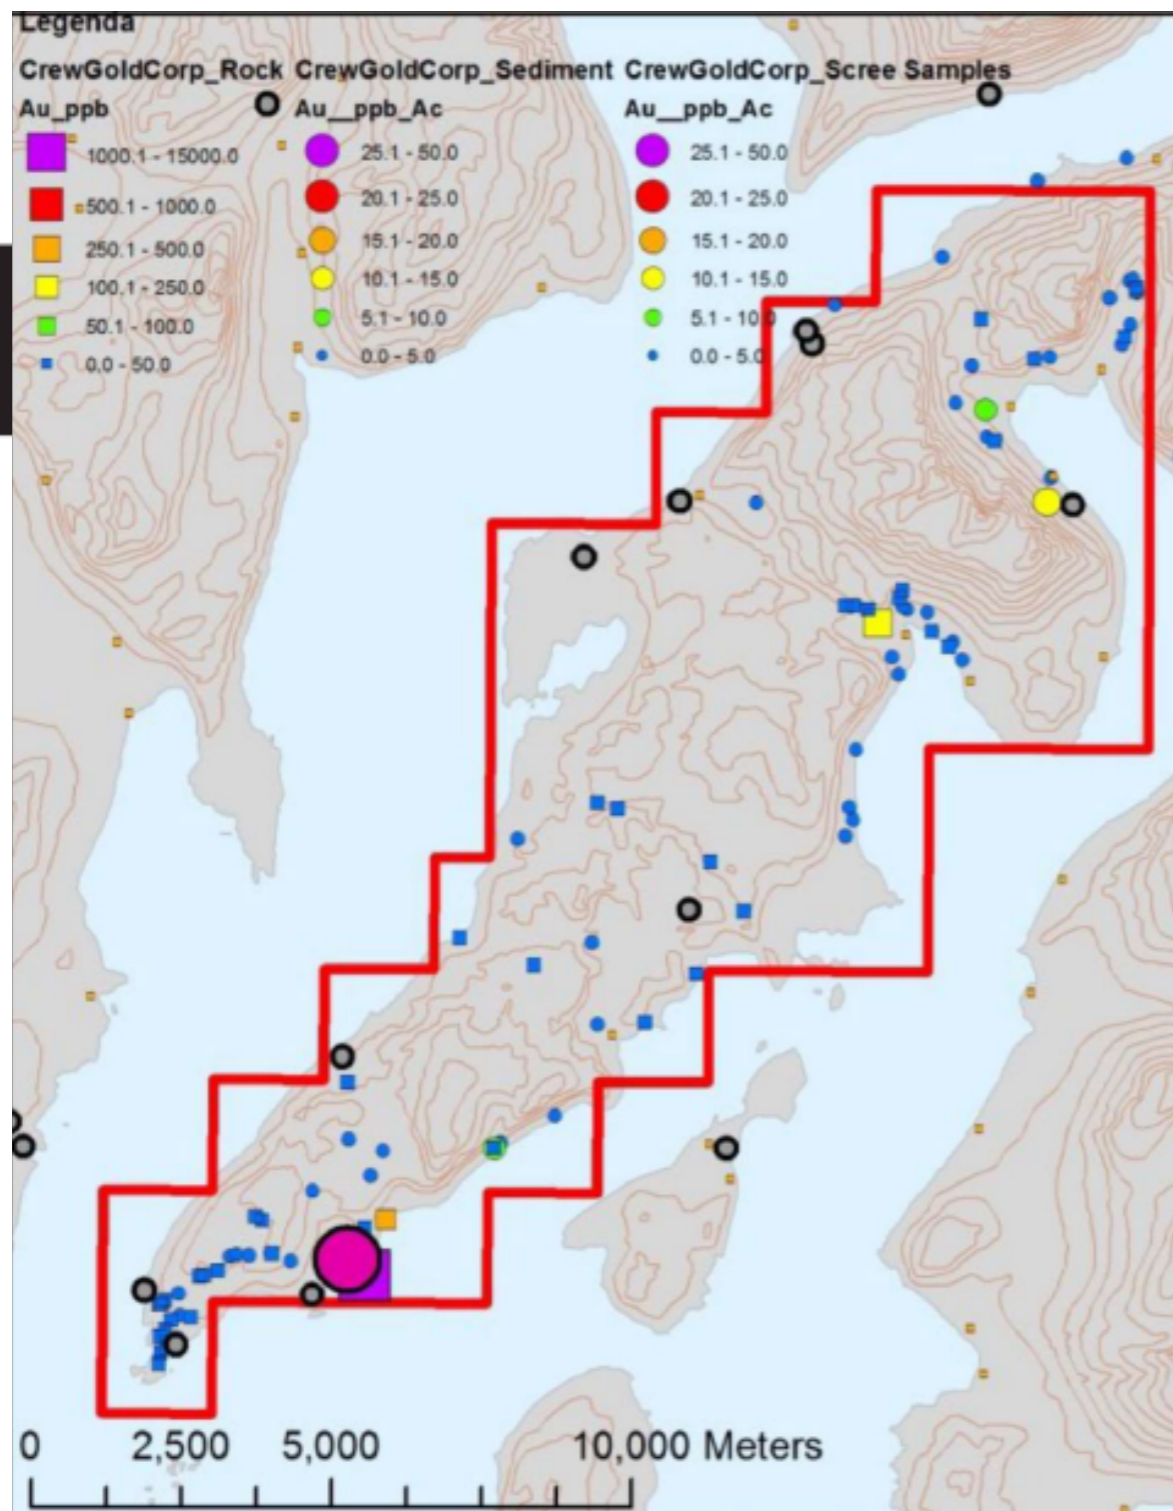 Legenda
CrewGoldCorp_Rock CrewGoldCorp_Sediment CrewGoldCorp_Scree Samples
Au_ppb Au__ppb_Ac Au__ppb_Ac
1000.1 - 15000.0 25.1 - 50.0 25.1 - 50.0
500.1 - 1000.0 20.1 - 25.0 20.1 - 25.0
250.1 - 500.0 15.1 - 20.0 15.1 - 20.0
100.1 - 250.0 10.1 - 15.0 10.1 - 15.0
50.1 - 100.0 5.1 - 10.0 5.1 - 10.0
0.0 - 50.0 0.0 - 5.0 0.0 - 5.0
0 2,500 5,000 10,000 Meters